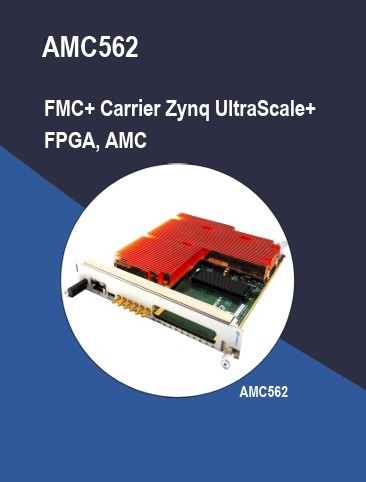 AMC562
FMC+ Carrier Zynq UltraScale+
FPGA, AMC
AMC562